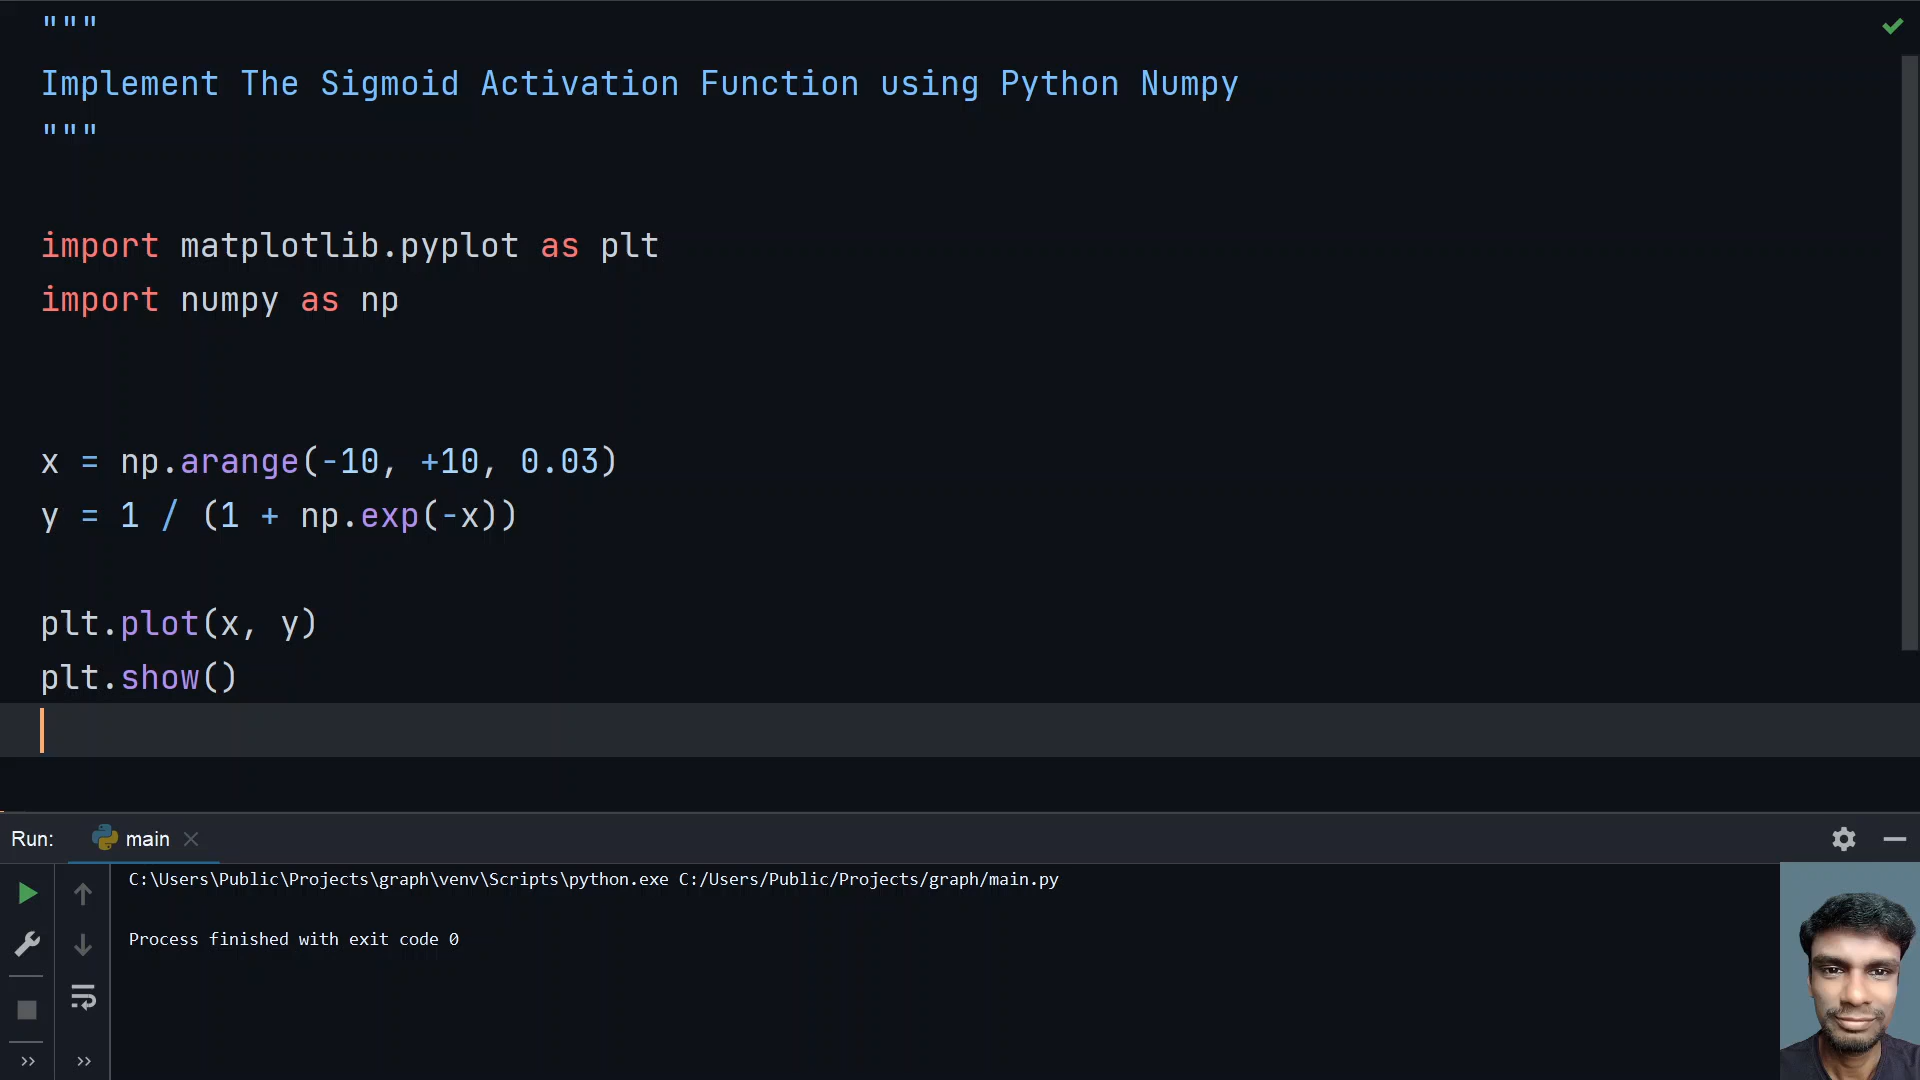 """
Implement The Sigmoid Activation Function using Python Numpy
"""
import matplotlib.pyplot as plt
import numpy as np
x = np.arange(-10, +10, 0.03)
y = 1 / (1 + np.exp(-x))
plt.plot(x, y)
plt.show()
Run: main
C:\Users\Public\Projects\graph\venv\Scripts\python.exe C:/Users/Public/Projects/graph/main.py
Process finished with exit code 0